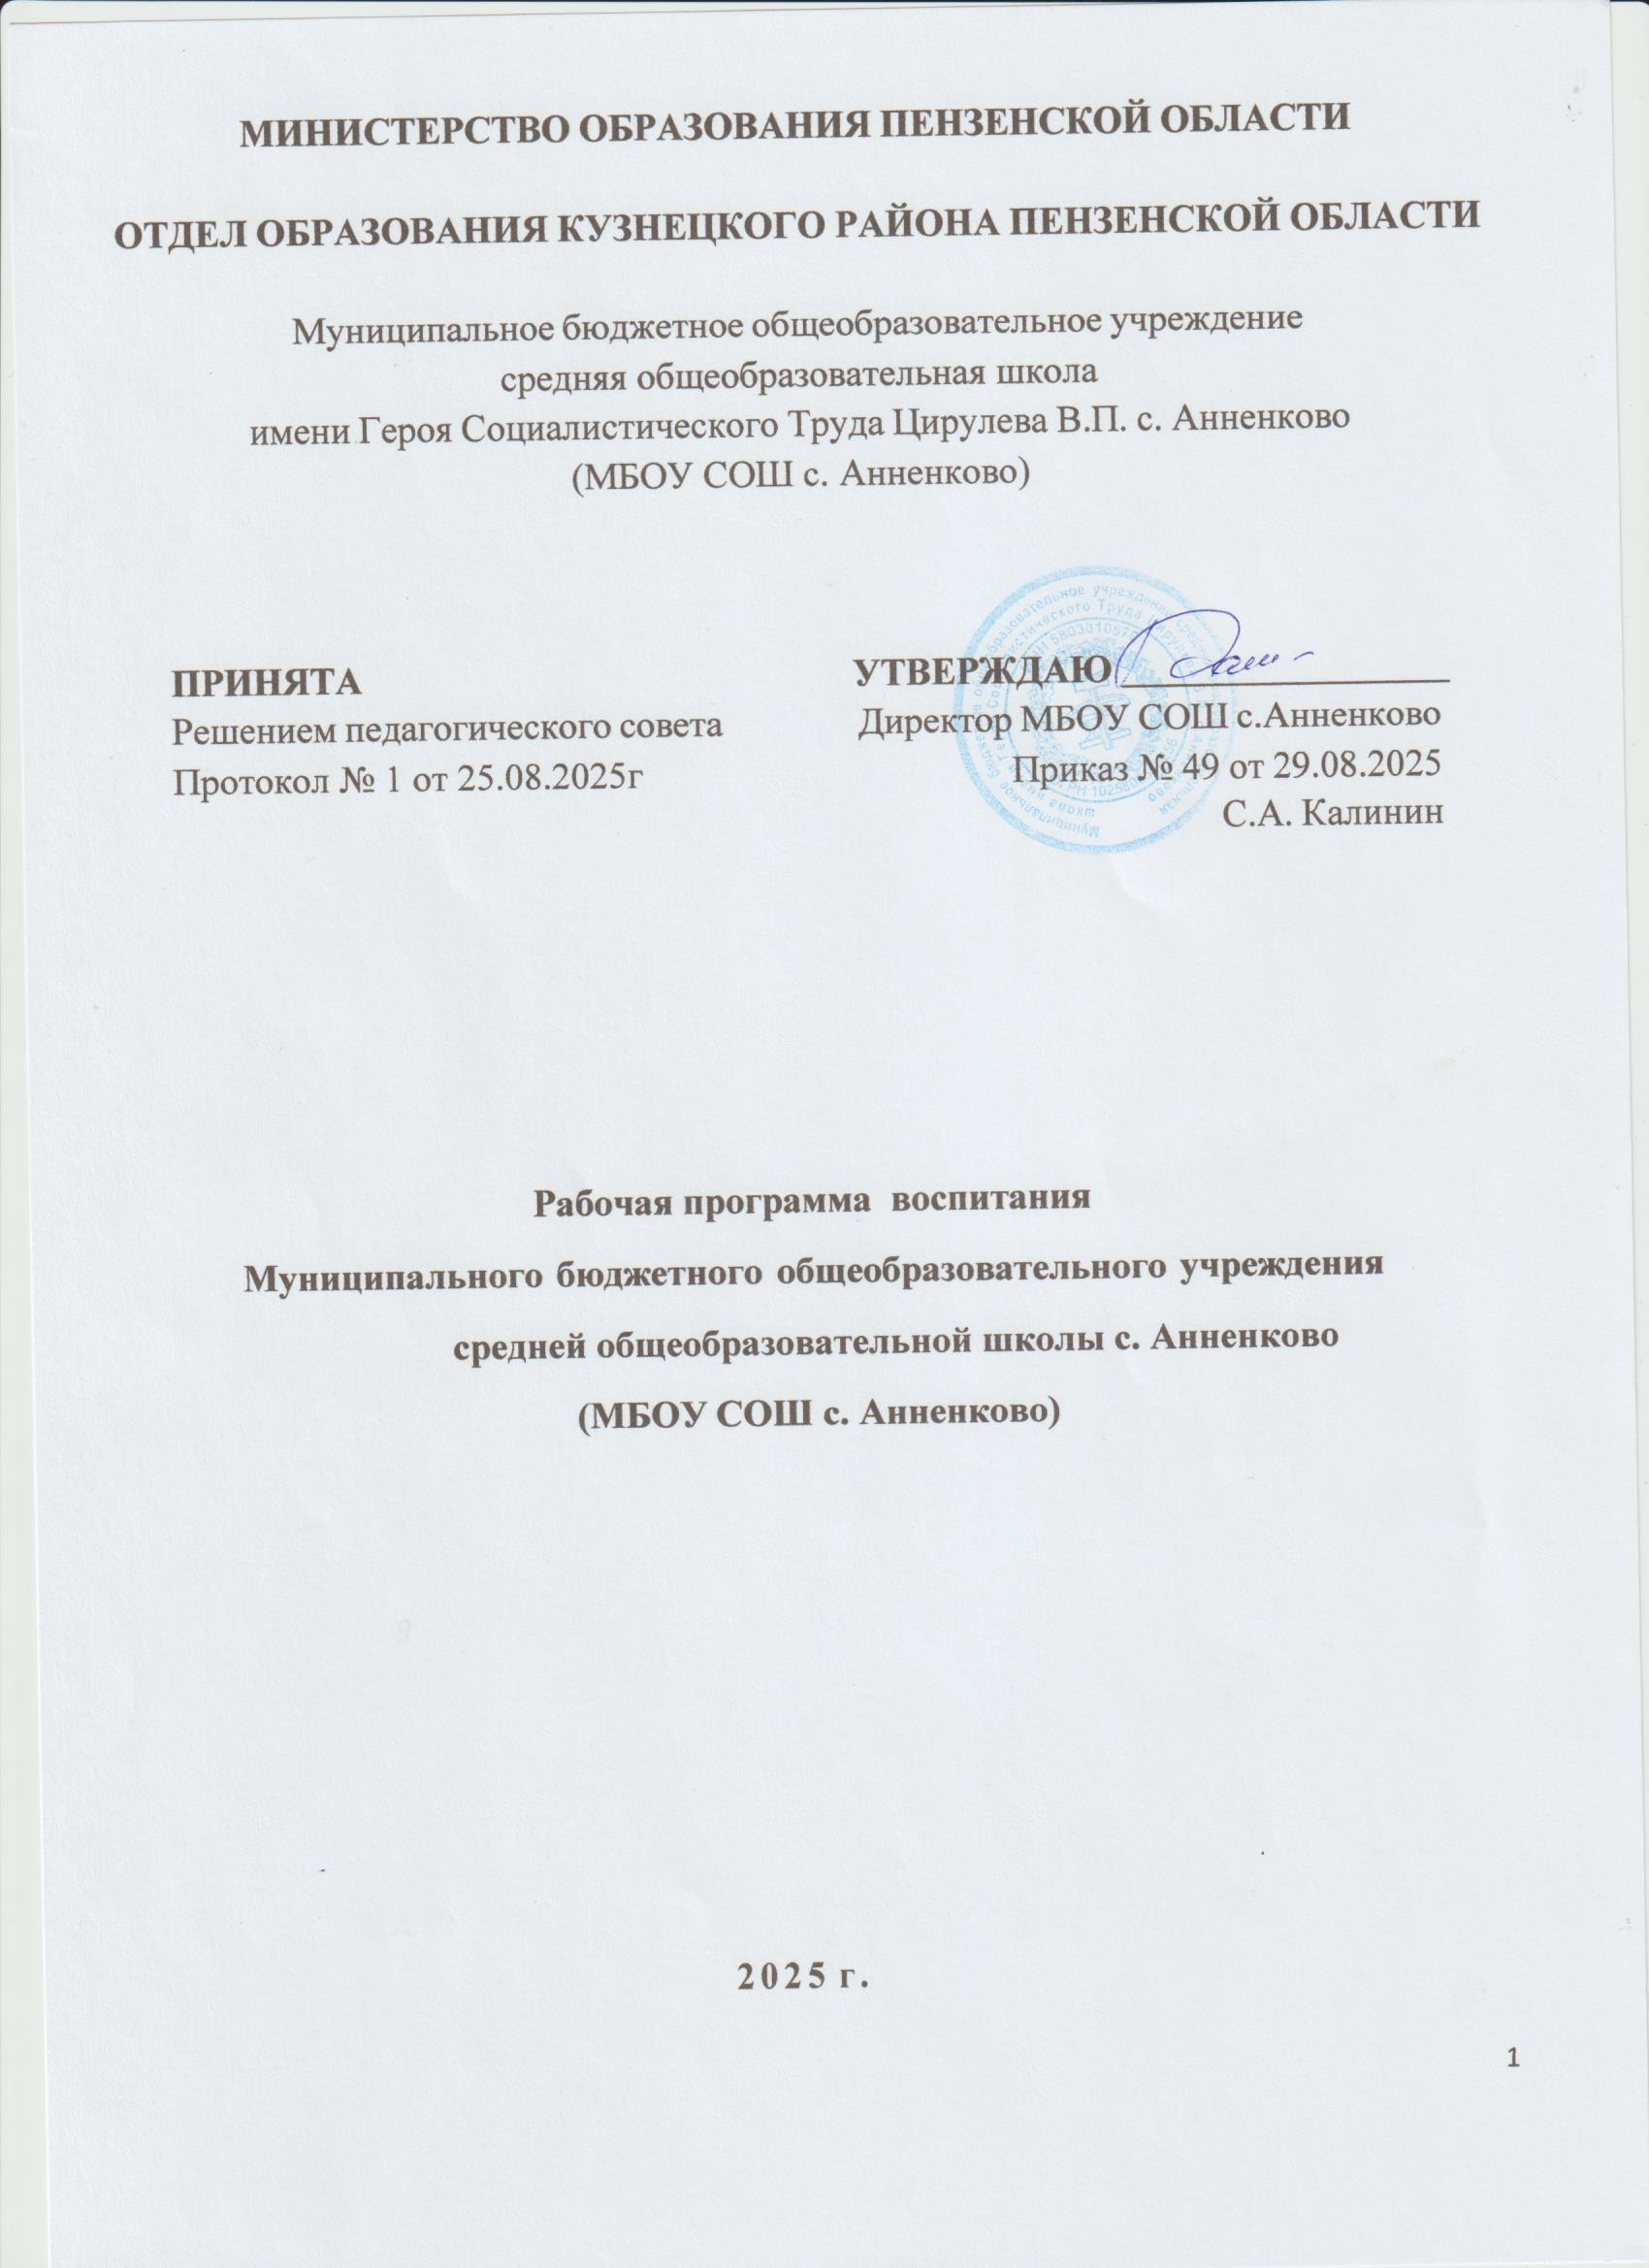 МИНИСТЕРСТВО ОБРАЗОВАНИЯ ПЕНЗЕНСКОЙ ОБЛАСТИ
ОТДЕЛ ОБРАЗОВАНИЯ КУЗНЕЦКОГО РАЙОНА ПЕНЗЕНСКОЙ ОБЛАСТИ
Муниципальное бюджетное общеобразовательное учреждение
средняя общеобразовательная школа
имени Героя Социалистического Труда Цирулева В.П. с. Анненково
(МБОУ СОШ с. Анненково)
ПРИНЯТА
Решением педагогического совета
Протокол № 1 от 25.08.2025г
УТВЕРЖДАЮ
Директор МБОУ СОШ с.Анненково
Приказ № 49 от 29.08.2025
С.А. Калинин
Рабочая программа воспитания
Муниципального бюджетного общеобразовательного учреждения
средней общеобразовательной школы с. Анненково
(МБОУ СОШ с. Анненково)
2025 г.
1